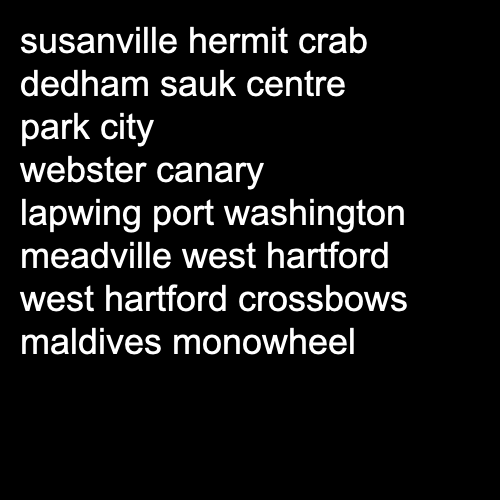 susanville hermit crab
dedham sauk centre
park city
webster canary
lapwing port washington
meadville west hartford
west hartford crossbows
maldives monowheel